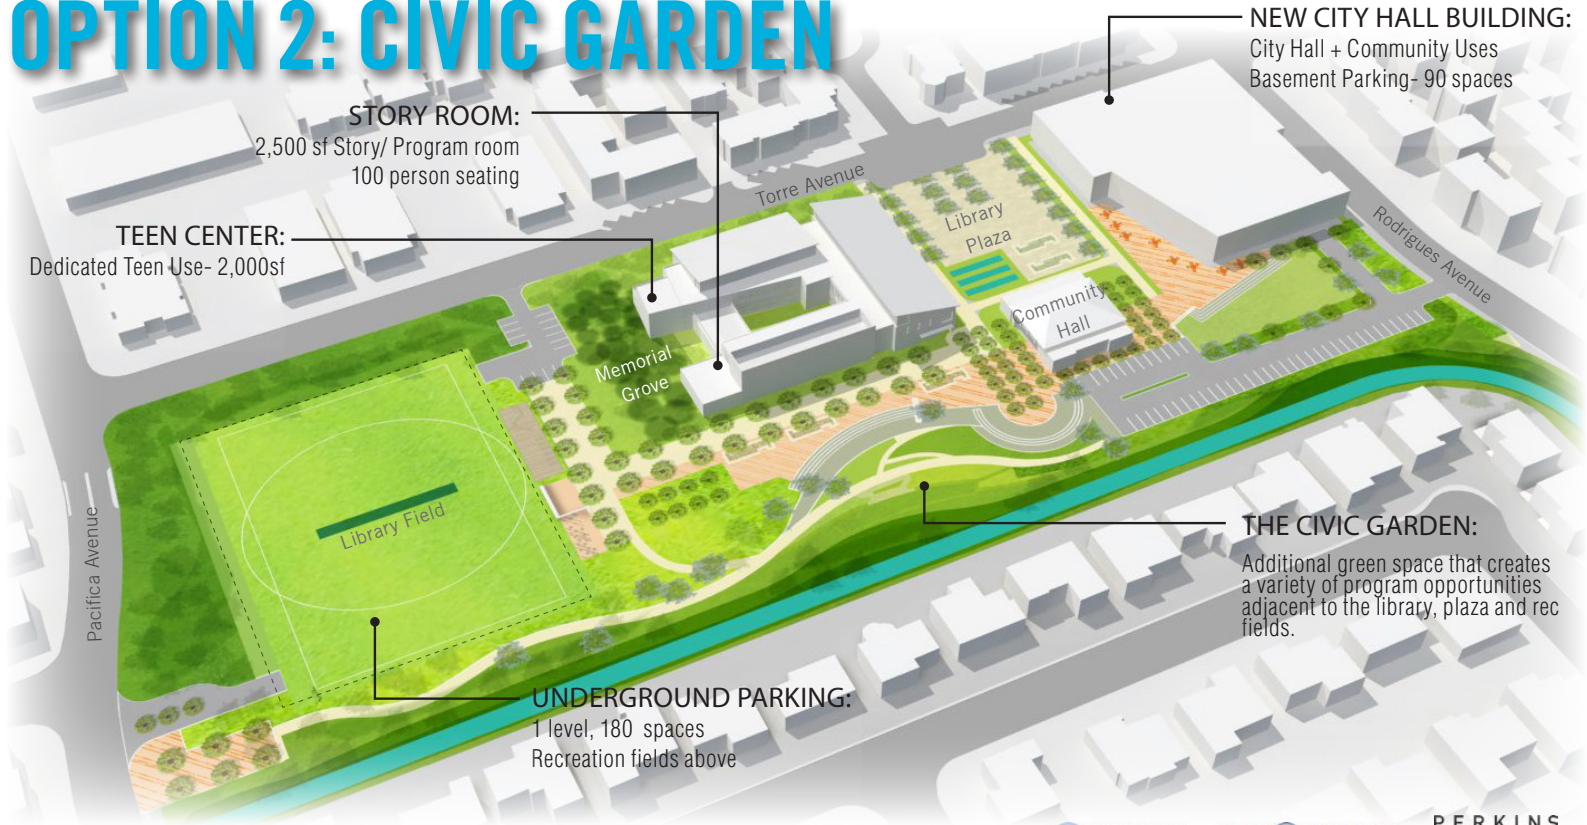 OPTION 2: CIVIC GARDEN
NEW CITY HALL BUILDING:
City Hall + Community Uses
Basement Parking- 90 spaces
STORY ROOM:
2,500 sf Story/ Program room
100 person seating
TEEN CENTER:
Dedicated Teen Use- 2,000sf
Torre Avenue
Library
Plaza
Rodrigues Avenue
Community
Hall
Memorial
Grove
Library Field
Pacifica Avenue
THE CIVIC GARDEN:
Additional green space that creates
a variety of program opportunities
adjacent to the library, plaza and rec
fields.
UNDERGROUND PARKING:
1 level, 180 spaces
Recreation fields above
PERKINS